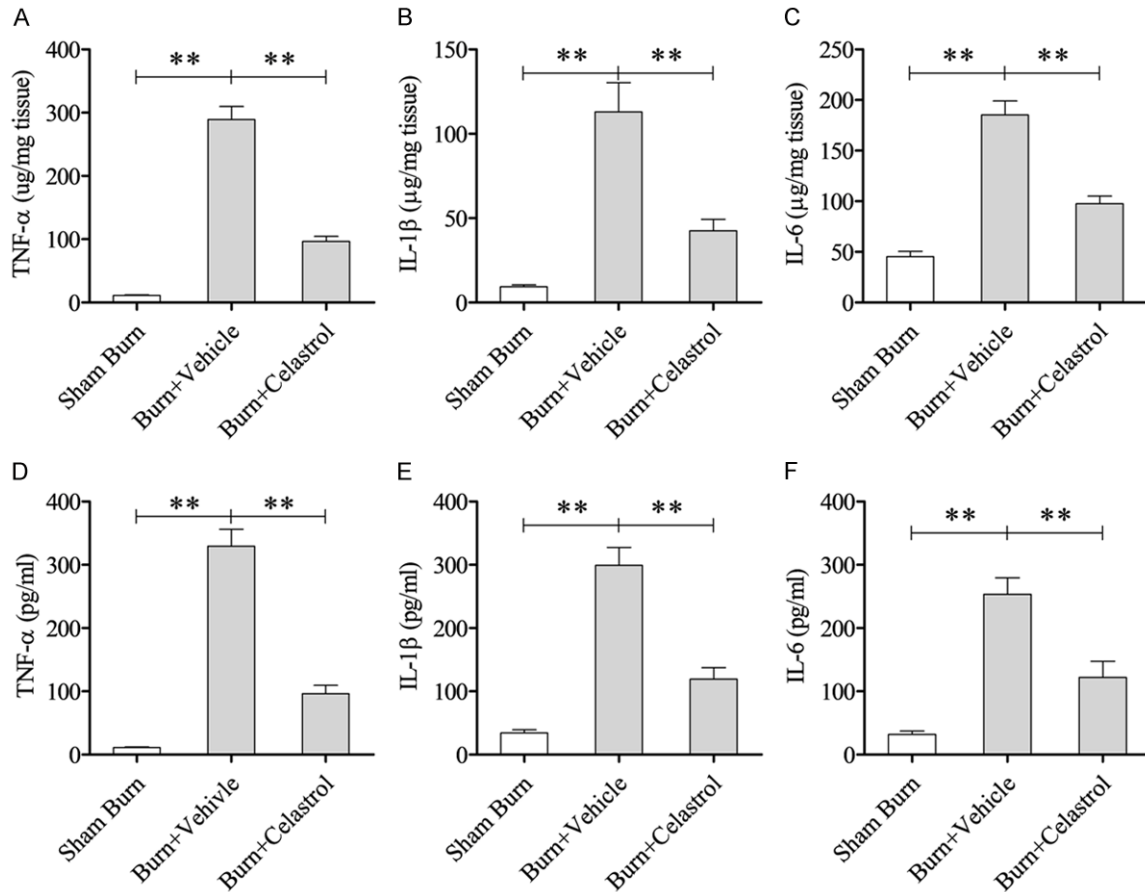 A
TNF-α (ug/mg tissue)
400
300
200
100
0
** **
Sham Burn
Burn+Vehicle
Burn+Celastrol
B
IL-1β (μg/mg tissue)
150
100
50
0
** **
Sham Burn
Burn+Vehicle
Burn+Celastrol
C
IL-6 (μg/mg tissue)
250
200
150
100
50
0
** **
Sham Burn
Burn+Vehicle
Burn+Celastrol
D
TNF-α (pg/ml)
400
300
200
100
0
** **
Sham Burn
Burn+Vehivle
Burn+Celastrol
E
IL-1β (pg/ml)
400
300
200
100
0
** **
Sham Burn
Burn+Vehicle
Burn+Celastrol
F
IL-6 (pg/ml)
400
300
200
100
0
** **
Sham Burn
Burn+Vehicle
Burn+Celastrol